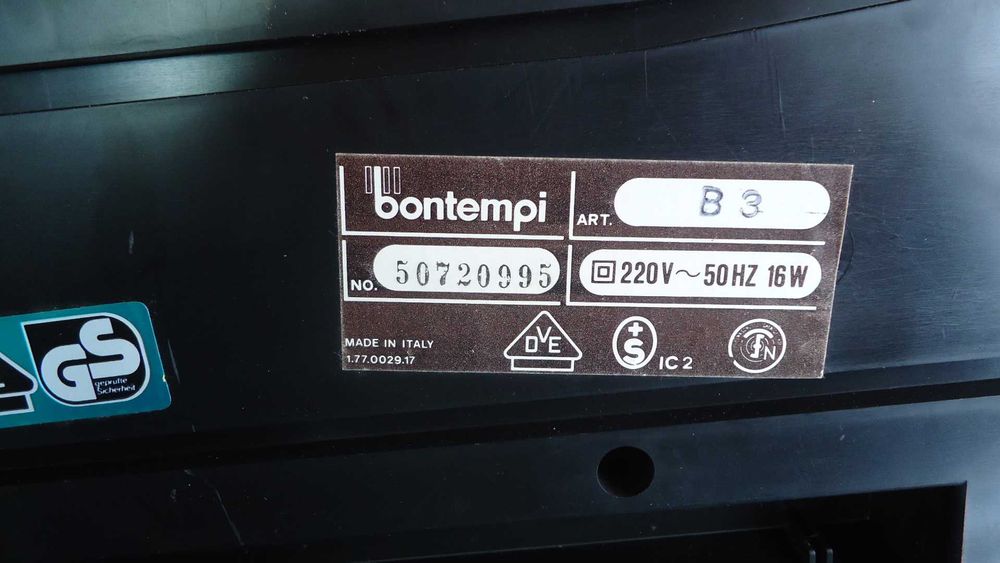 bontempi
ART. B 3
NO. 50720995
220V~50HZ 16W
MADE IN ITALY
1.77.0029.17
DVE
+S
IC 2
N
GS
geprüfte
Sicherheit